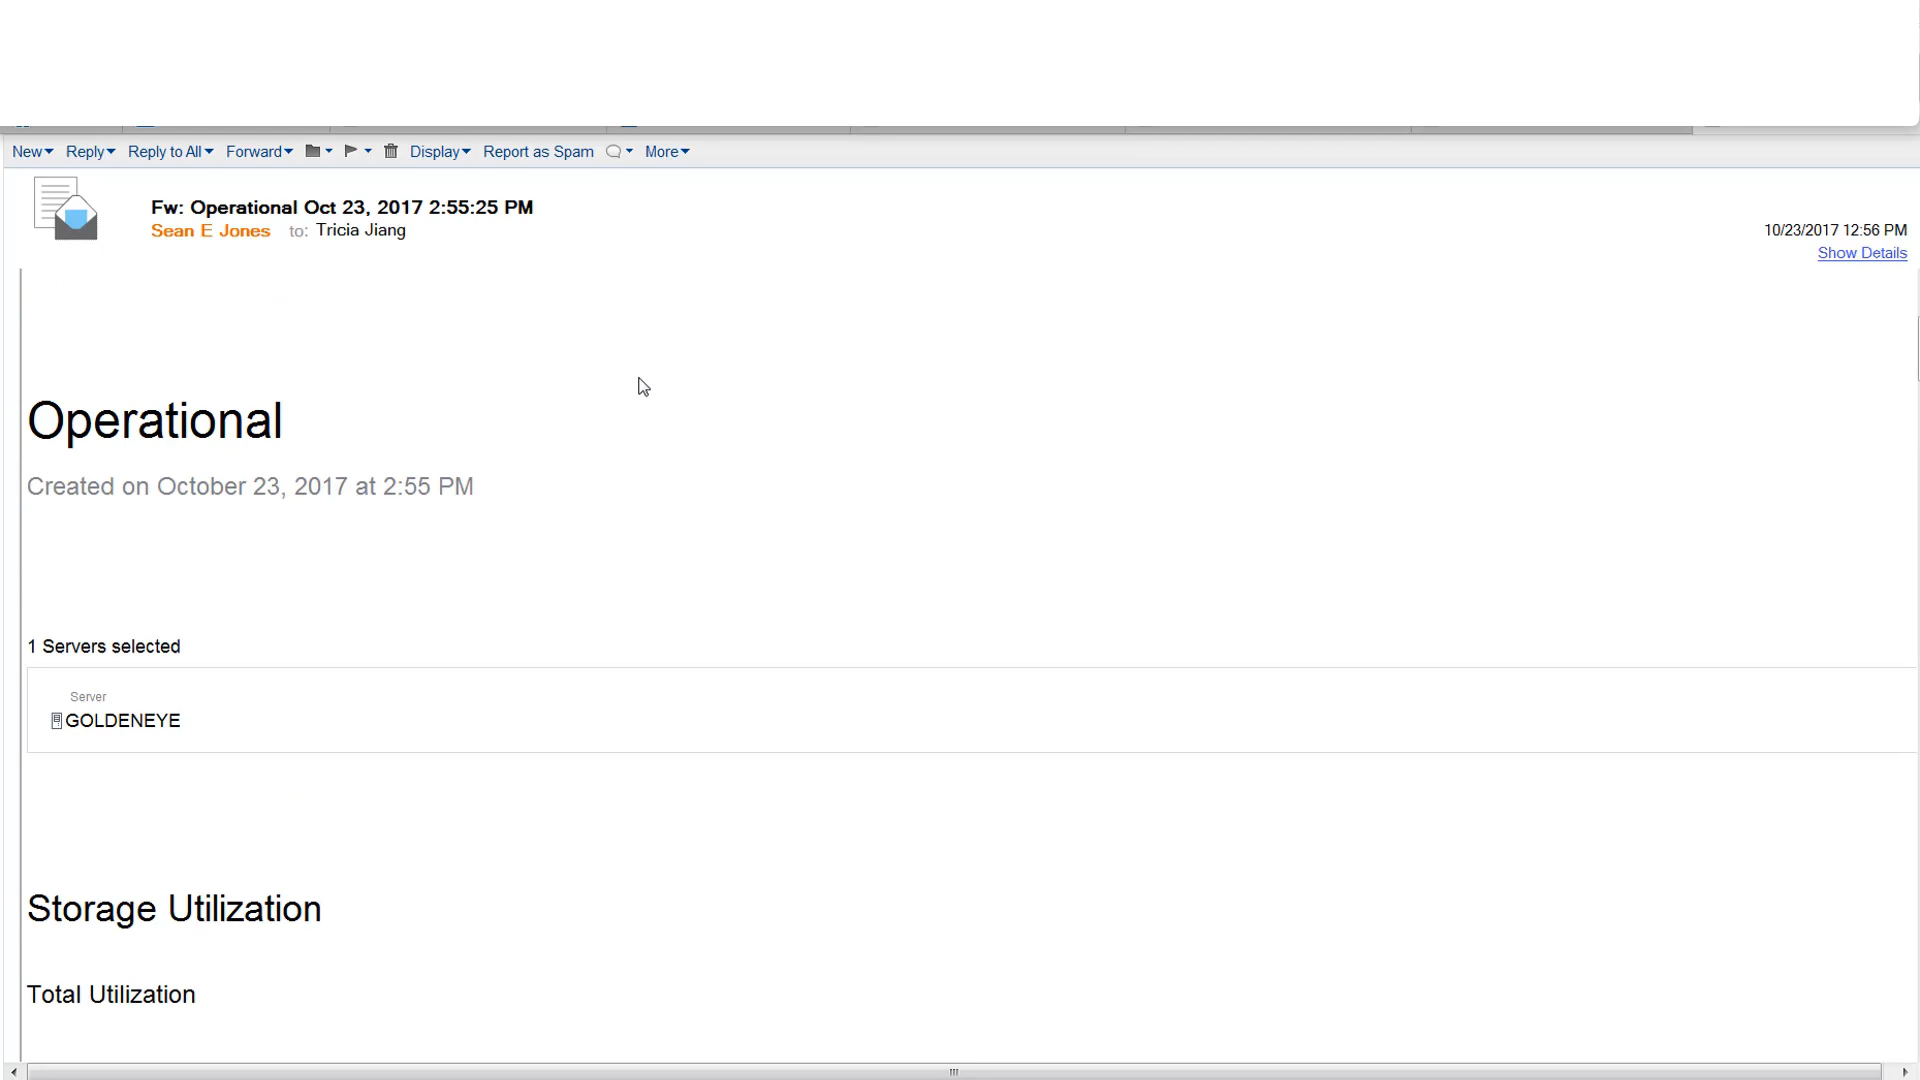 New Reply Reply to All Forward Display Report as Spam More
Fw: Operational Oct 23, 2017 2:55:25 PM
Sean E Jones to: Tricia Jiang
10/23/2017 12:56 PM
Show Details
Operational
Created on October 23, 2017 at 2:55 PM
1 Servers selected
Server
GOLDENEYE
Storage Utilization
Total Utilization